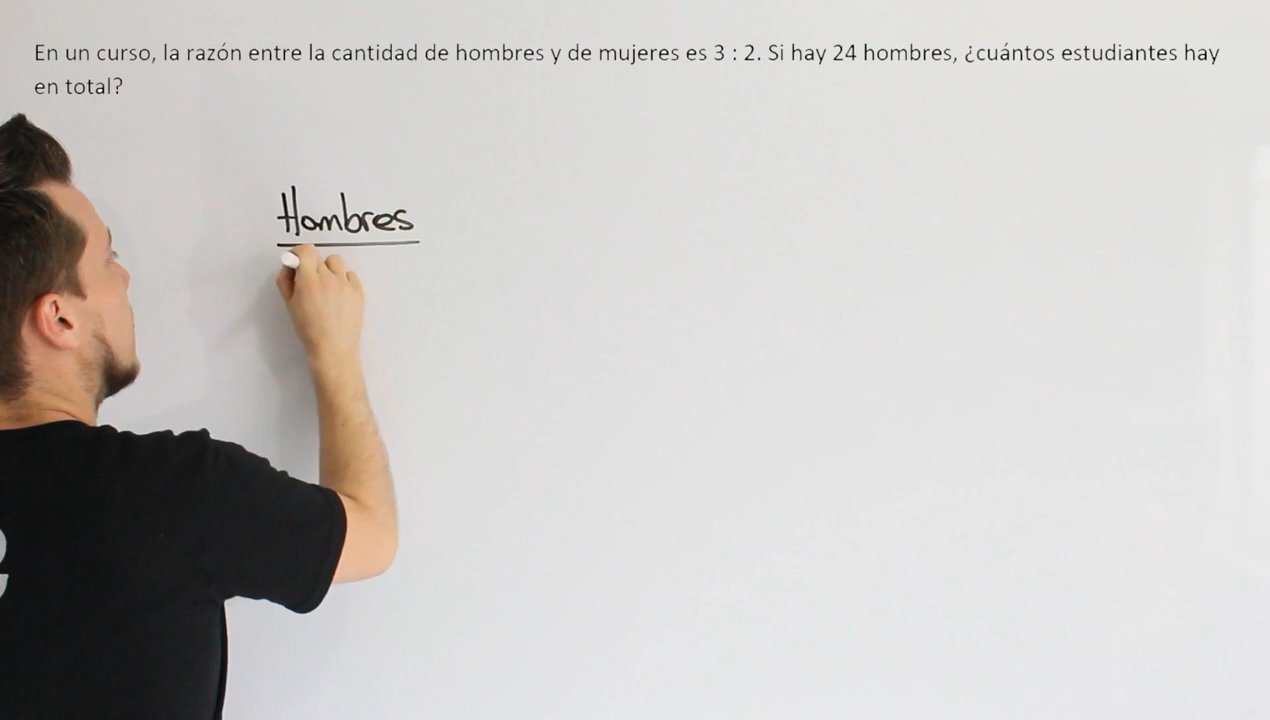 En un curso, la razón entre la cantidad de hombres y de mujeres es 3 : 2. Si hay 24 hombres, ¿cuántos estudiantes hay
en total?
Hombres